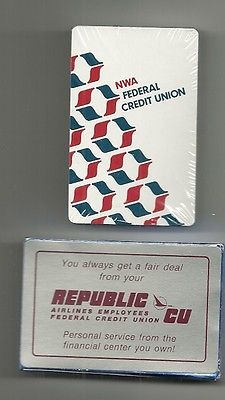 NWA
FEDERAL
CREDIT UNION
You always get a fair deal
from your
REPUBLIC CU
AIRLINES EMPLOYEES
FEDERAL CREDIT UNION
Personal service from the
financial center you own!